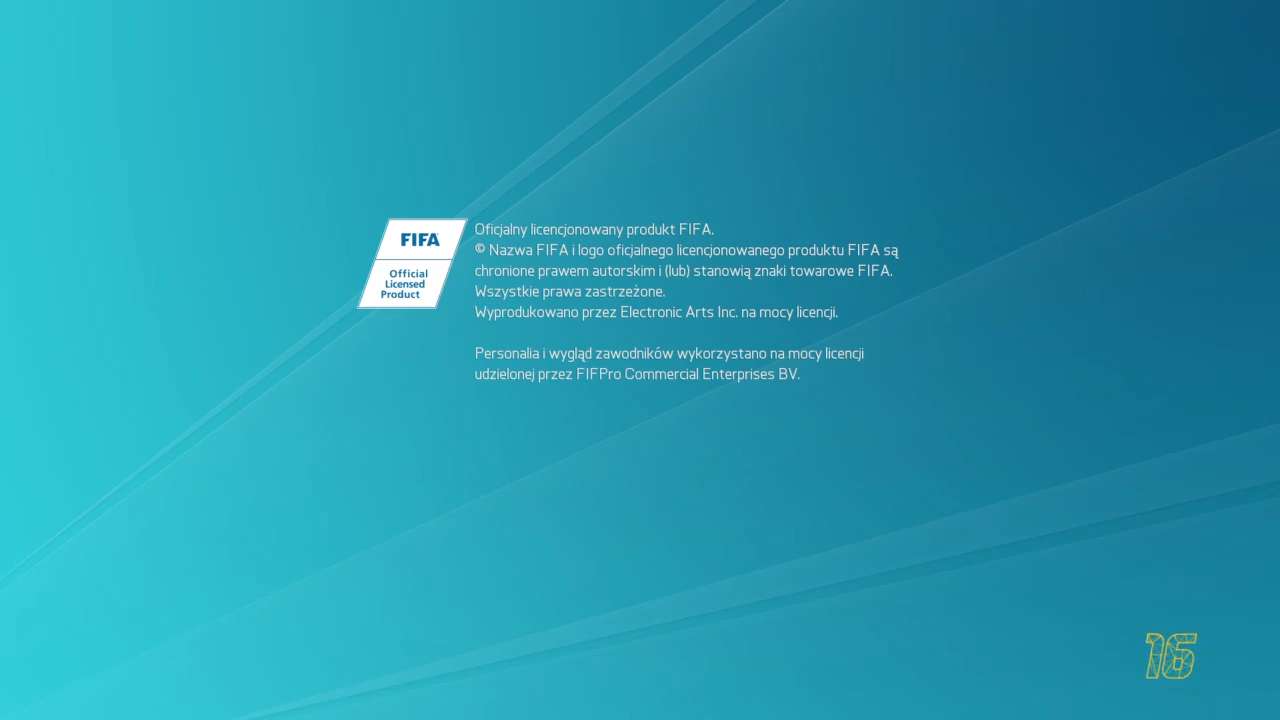 FIFA
Official
Licensed
Product
Oficjalny licencjonowany produkt FIFA.
© Nazwa FIFA i logo oficjalnego licencjonowanego produktu FIFA są
chronione prawem autorskim i (lub) stanowią znaki towarowe FIFA.
Wszystkie prawa zastrzeżone.
Wyprodukowano przez Electronic Arts Inc. na mocy licencji.
Personalia i wygląd zawodników wykorzystano na mocy licencji
udzielonej przez FIFPro Commercial Enterprises BV.
16